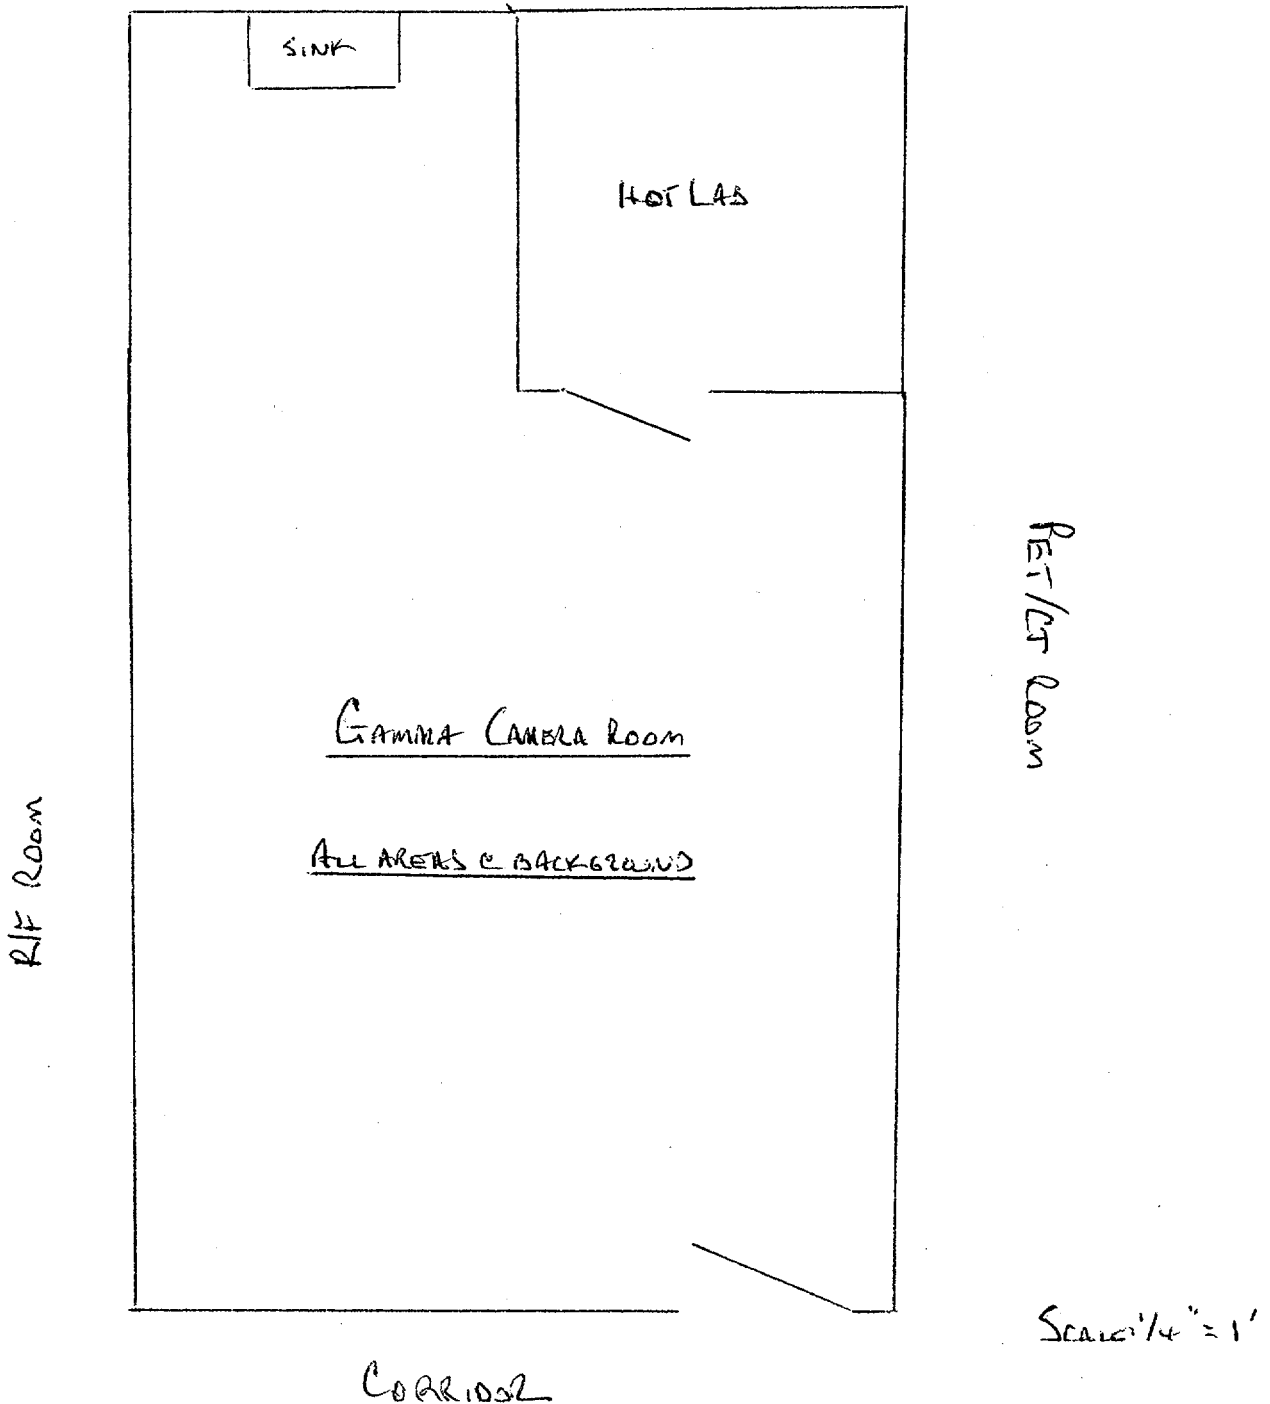 SINK
HOT LAB
PET/CT ROOM
GAMMA CAMERA ROOM
ALL AREAS @ BACKGROUND
R/F ROOM
SCALE: 1/4" = 1'
CORRIDOR